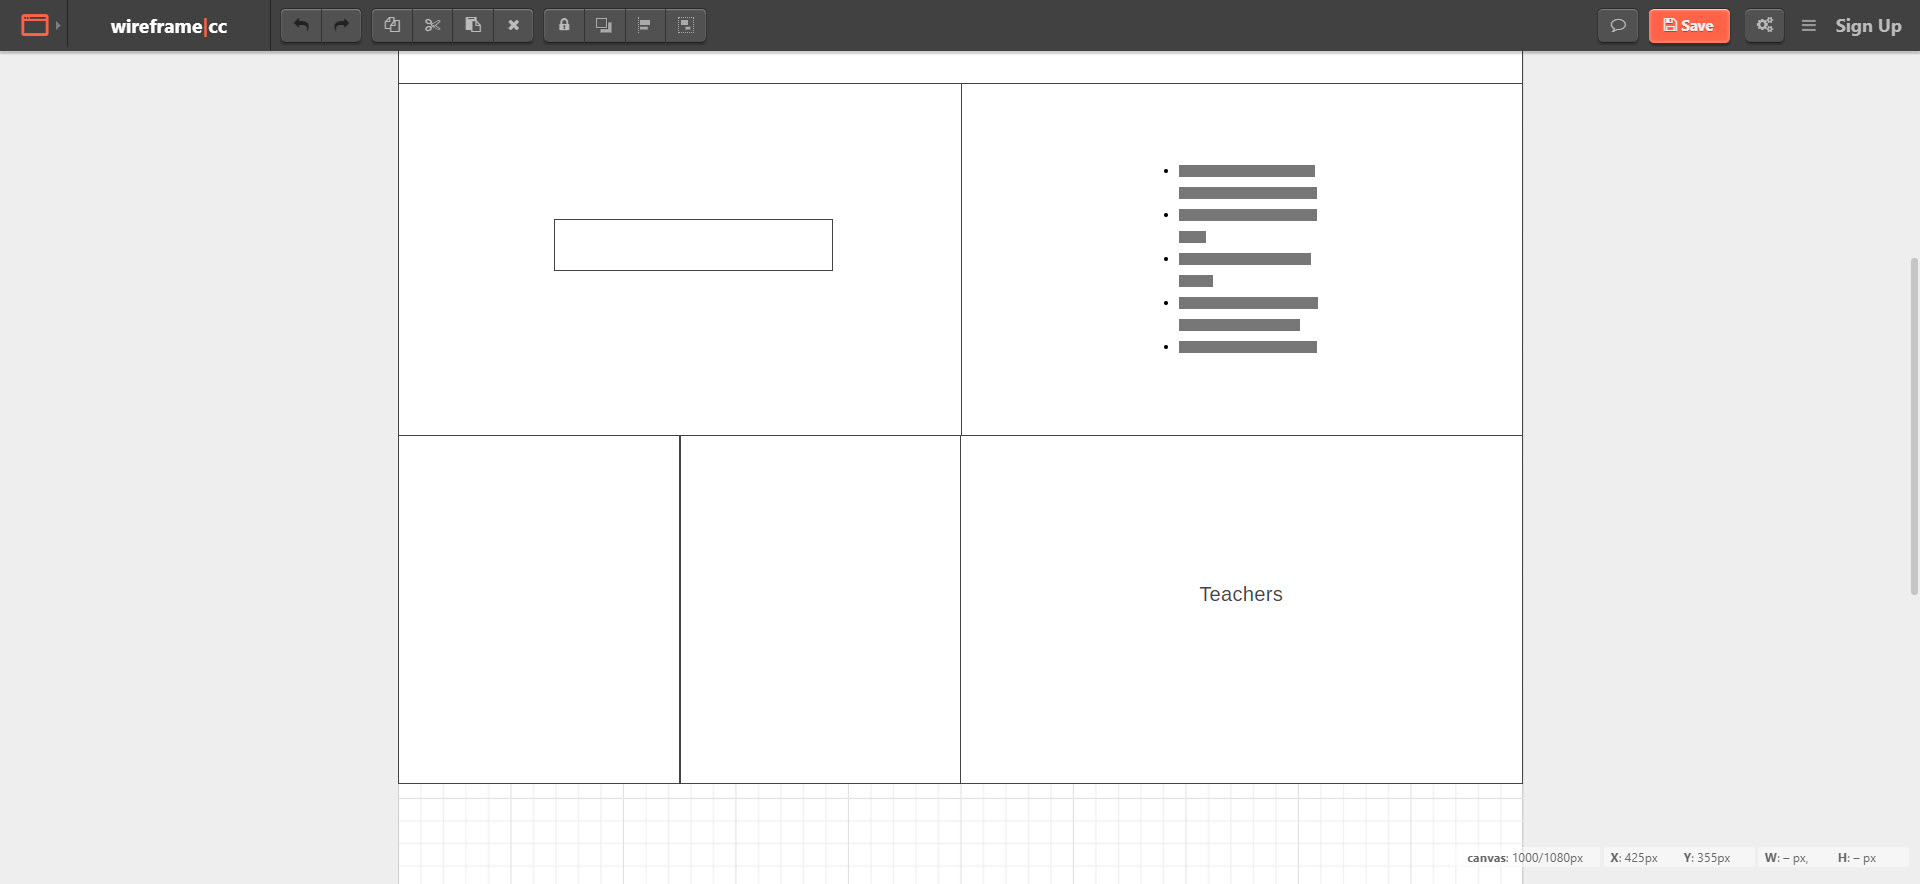 wireframe|cc
Save
Sign Up
Teachers
canvas: 1000/1080px X: 425px Y: 355px W: – px, H: – px